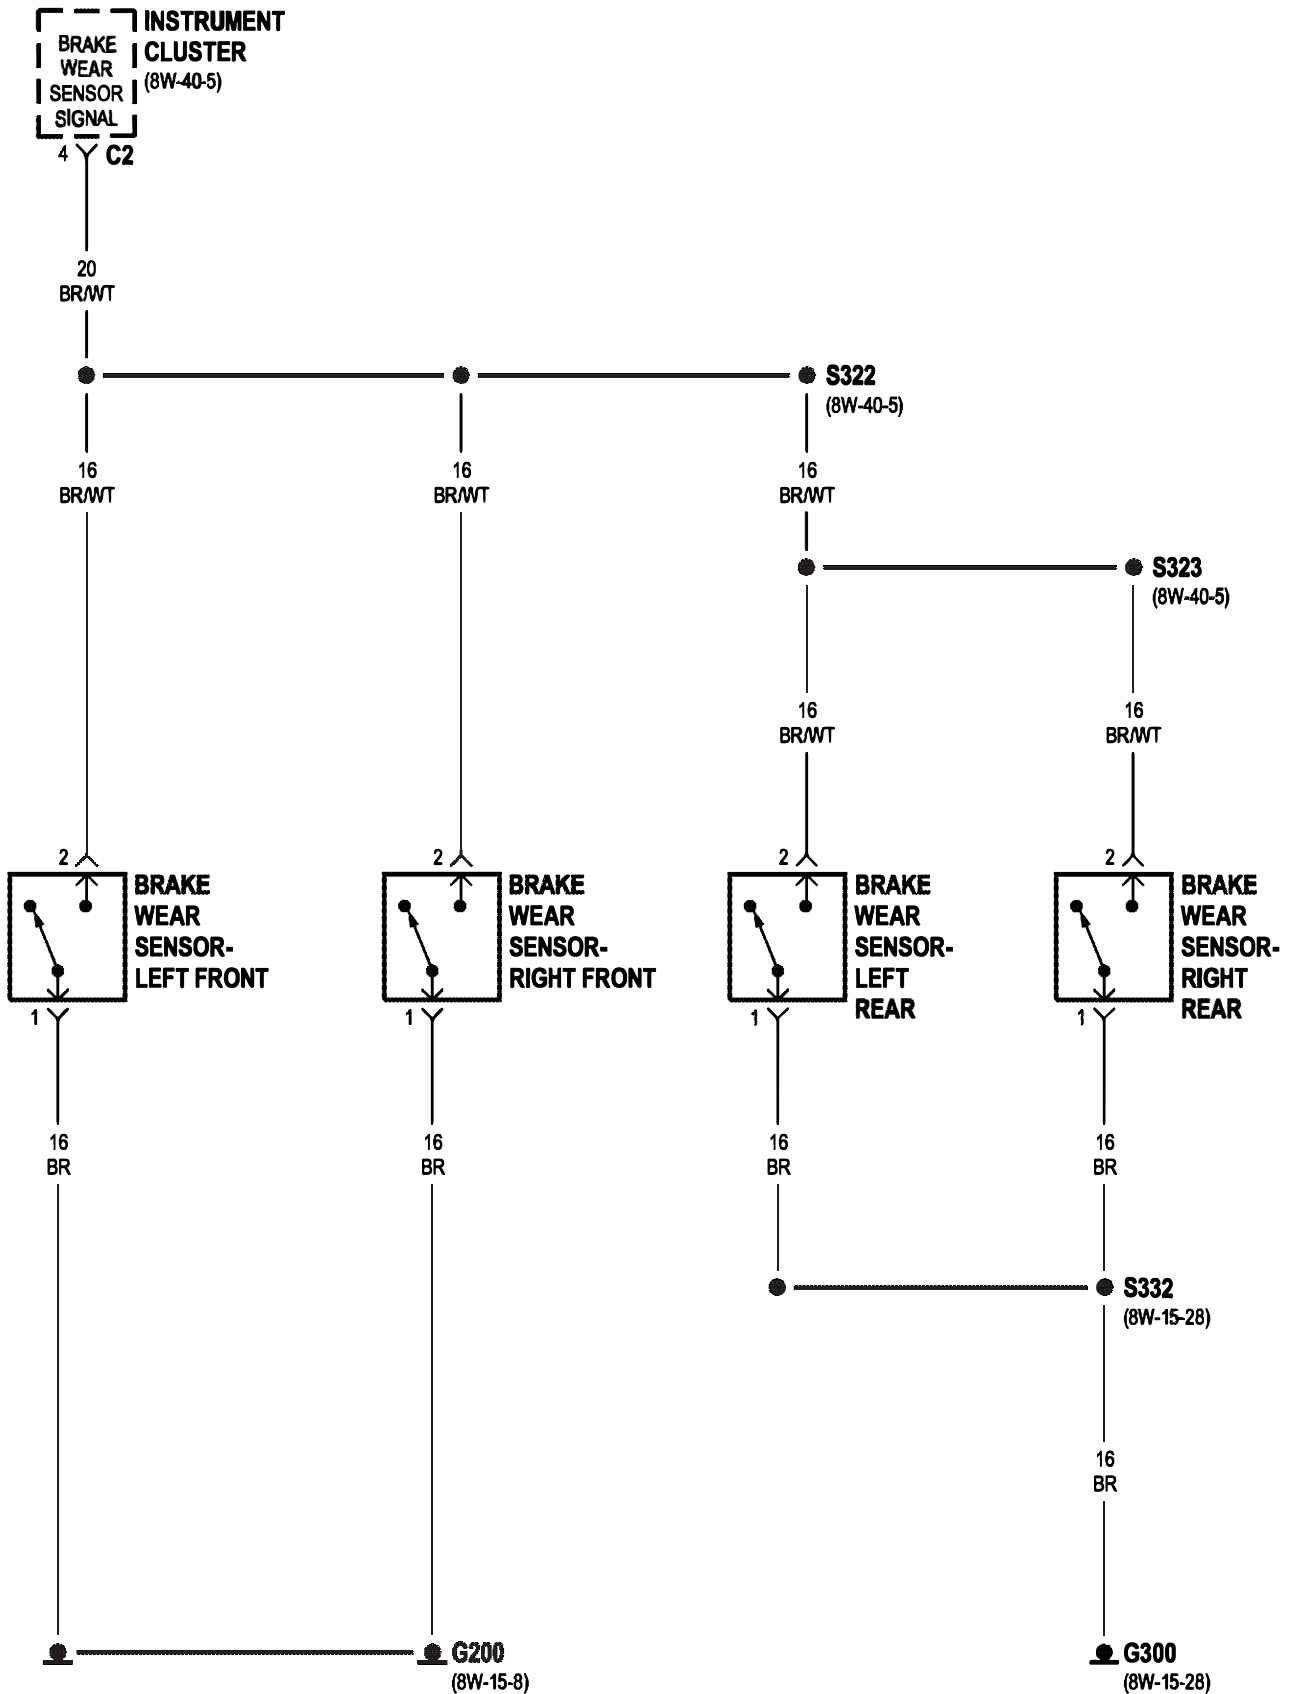 INSTRUMENT
CLUSTER
(8W-40-5)
BRAKE
WEAR
SENSOR
SIGNAL
4
C2
20
BR/WT
S322
(8W-40-5)
16
BR/WT
16
BR/WT
16
BR/WT
S323
(8W-40-5)
16
BR/WT
16
BR/WT
2
BRAKE
WEAR
SENSOR-
LEFT FRONT
1
2
BRAKE
WEAR
SENSOR-
RIGHT FRONT
1
2
BRAKE
WEAR
SENSOR-
LEFT
REAR
1
2
BRAKE
WEAR
SENSOR-
RIGHT
REAR
1
16
BR
16
BR
16
BR
16
BR
S332
(8W-15-28)
16
BR
G200
(8W-15-8)
G300
(8W-15-28)